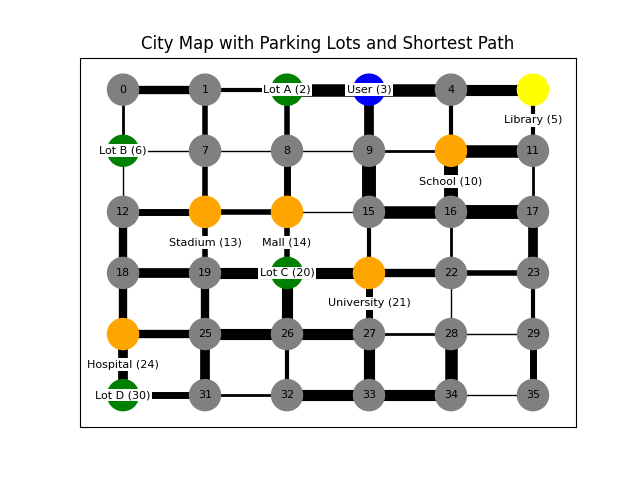 City Map with Parking Lots and Shortest Path
0 1 Lot A (2) User (3) 4
Library (5)
Lot B (6) 7 8 9 11
School (10)
12 15 16 17
Stadium (13) Mall (14)
18 19 Lot C (20) 22 23
University (21)
25 26 27 28 29
Hospital (24)
Lot D (30) 31 32 33 34 35